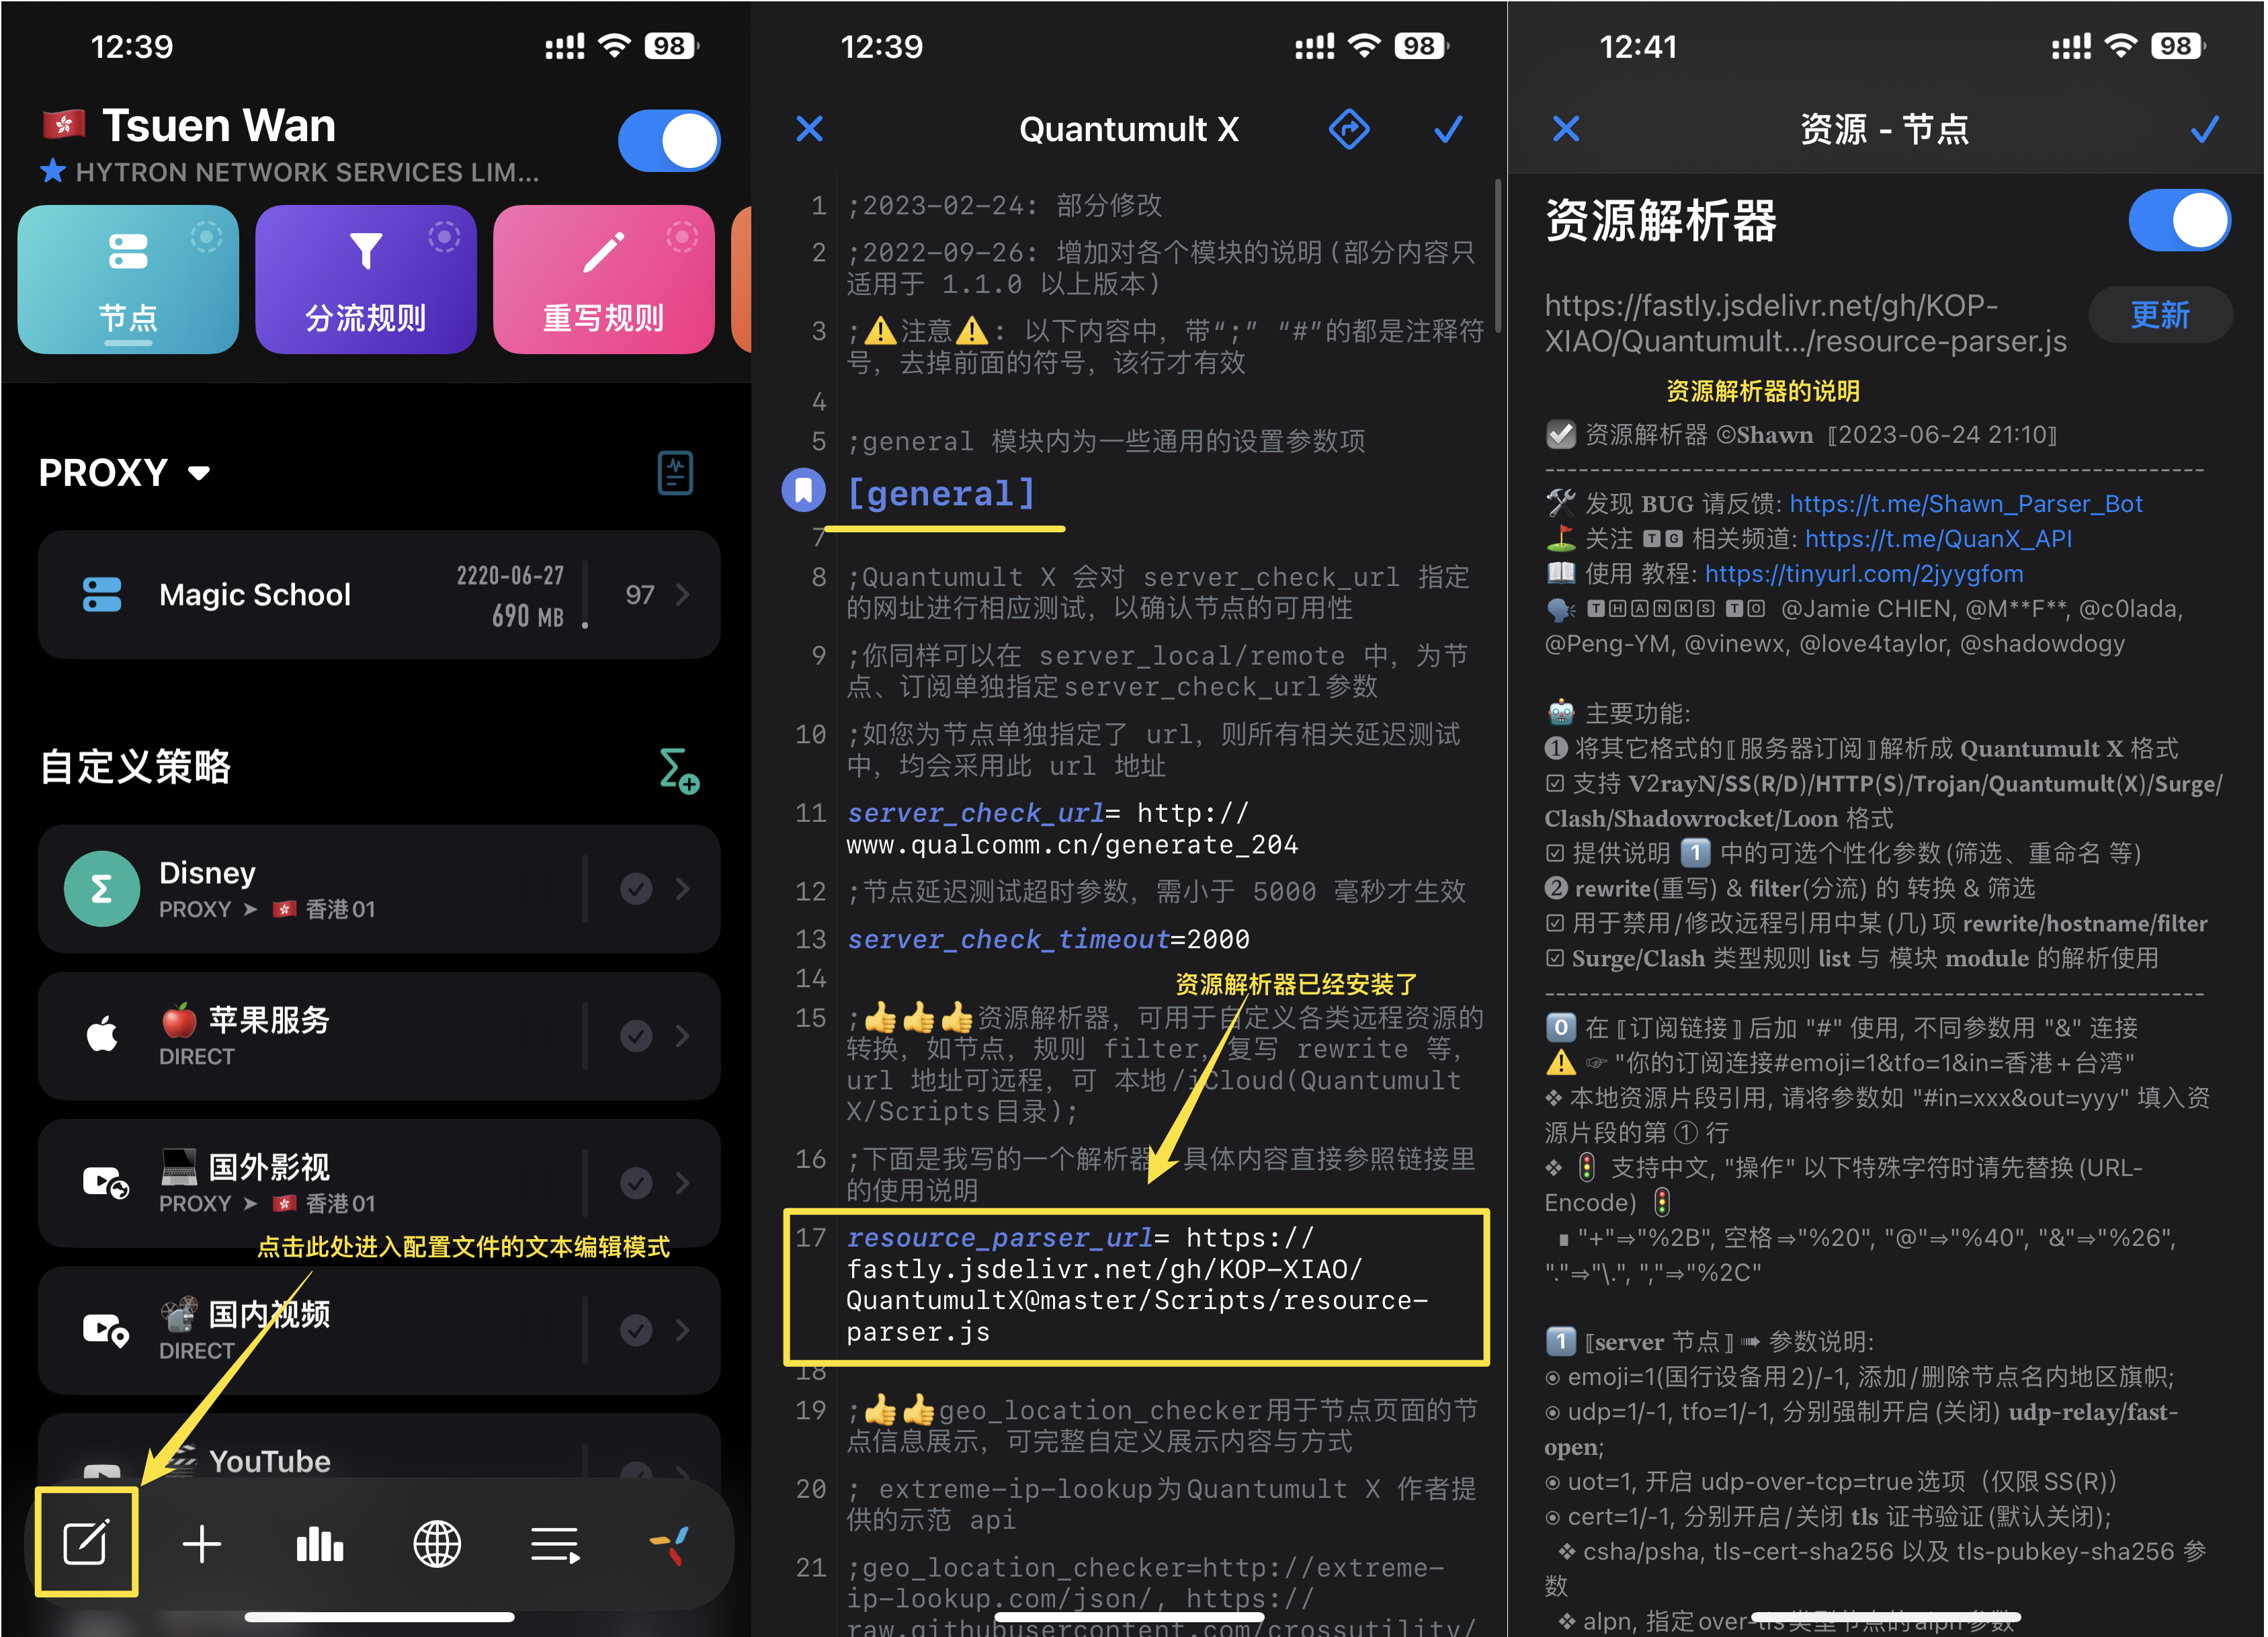 12:39
98
🇭🇰 Tsuen Wan
HYTRON NETWORK SERVICES LIM...
节点
分流规则
重写规则
PROXY
Magic School
2220-06-27
690 MB
97
自定义策略
Disney
PROXY ➤ 🇭🇰 香港01
🍎 苹果服务
DIRECT
💻 国外影视
PROXY ➤ 🇭🇰 香港01
点击此处进入配置文件的文本编辑模式
📽 国内视频
DIRECT
🎬 YouTube
12:39
98
Quantumult X
1 ;2023-02-24: 部分修改
2 ;2022-09-26: 增加对各个模块的说明(部分内容只
适用于 1.1.0 以上版本)
3 ;⚠️注意⚠️: 以下内容中，带“;” “#”的都是注释符
号，去掉前面的符号，该行才有效
4
5 ;general 模块内为一些通用的设置参数项
[general]
7
8 ;Quantumult X 会对 server_check_url 指定
的网址进行相应测试，以确认节点的可用性
9 ;你同样可以在 server_local/remote 中，为节
点、订阅单独指定server_check_url参数
10 ;如您为节点单独指定了 url，则所有相关延迟测试
中，均会采用此 url 地址
11 server_check_url= http://
www.qualcomm.cn/generate_204
12 ;节点延迟测试超时参数，需小于 5000 毫秒才生效
13 server_check_timeout=2000
14
资源解析器已经安装了
15 ;👍👍👍资源解析器，可用于自定义各类远程资源的
转换，如节点，规则 filter，复写 rewrite 等，
url 地址可远程，可 本地/iCloud(Quantumult
X/Scripts目录);
16 ;下面是我写的一个解析器，具体内容直接参照链接里
的使用说明
17 resource_parser_url= https://
fastly.jsdelivr.net/gh/KOP-XIAO/
QuantumultX@master/Scripts/resource-
parser.js
18
19 ;👍👍geo_location_checker用于节点页面的节
点信息展示，可完整自定义展示内容与方式
20 ; extreme-ip-lookup为Quantumult X 作者提
供的示范 api
21 ;geo_location_checker=http://extreme-
ip-lookup.com/json/, https://
raw.githubusercontent.com/crossutility/
12:41
98
资源 - 节点
资源解析器
https://fastly.jsdelivr.net/gh/KOP-
XIAO/Quantumult.../resource-parser.js
更新
资源解析器的说明
☑️ 资源解析器 ©𝐒𝐡𝐚𝐰𝐧 ⟦2023-06-24 21:10⟧
----------------------------------------------------------
🛠 发现 𝐁𝐔𝐆 请反馈: https://t.me/Shawn_Parser_Bot
⛳️ 关注 🆃🅶 相关频道: https://t.me/QuanX_API
📖 使用 教程: https://tinyurl.com/2jyygfom
🗣 🆃🄷🄰🄽🄺🅂 🆃🄾 @Jamie CHIEN, @M**F**, @c0lada,
@Peng-YM, @vinewx, @love4taylor, @shadowdogy
🤖 主要功能:
❶ 将其它格式的⟦服务器订阅⟧解析成 𝐐𝐮𝐚𝐧𝐭𝐮𝐦𝐮𝐥𝐭 𝐗 格式
☑ 支持 V2rayN/SS(R/D)/HTTP(S)/Trojan/Quantumult(X)/Surge/
Clash/Shadowrocket/Loon 格式
☑ 提供说明 1️⃣ 中的可选个性化参数(筛选、重命名 等)
❷ rewrite(重写) & filter(分流) 的 转换 & 筛选
☑ 用于禁用/修改远程引用中某(几)项 rewrite/hostname/filter
☑ Surge/Clash 类型规则 list 与 模块 module 的解析使用
----------------------------------------------------------
0️⃣ 在⟦订阅链接⟧后加 "#" 使用, 不同参数用 "&" 连接
⚠️ ☞ "你的订阅连接#emoji=1&tfo=1&in=香港+台湾"
❖ 本地资源片段引用, 请将参数如 "#in=xxx&out=yyy" 填入资
源片段的第 ① 行
❖ 🚦 支持中文, "操作" 以下特殊字符时请先替换(URL-
Encode) 🚦
∎ "+"⇒"%2B", 空格⇒"%20", "@"⇒"%40", "&"⇒"%26",
"."⇒"\.", ","⇒"%2C"
1️⃣ ⟦server 节点⟧ ➠ 参数说明:
⦿ emoji=1(国行设备用2)/-1, 添加/删除节点名内地区旗帜;
⦿ udp=1/-1, tfo=1/-1, 分别强制开启(关闭) udp-relay/fast-
open;
⦿ uot=1, 开启 udp-over-tcp=true选项（仅限SS(R)）
⦿ cert=1/-1, 分别开启/关闭 tls 证书验证(默认关闭);
❖ csha/psha, tls-cert-sha256 以及 tls-pubkey-sha256 参
数
❖ alpn, 指定over-tls类型节点的alpn参数